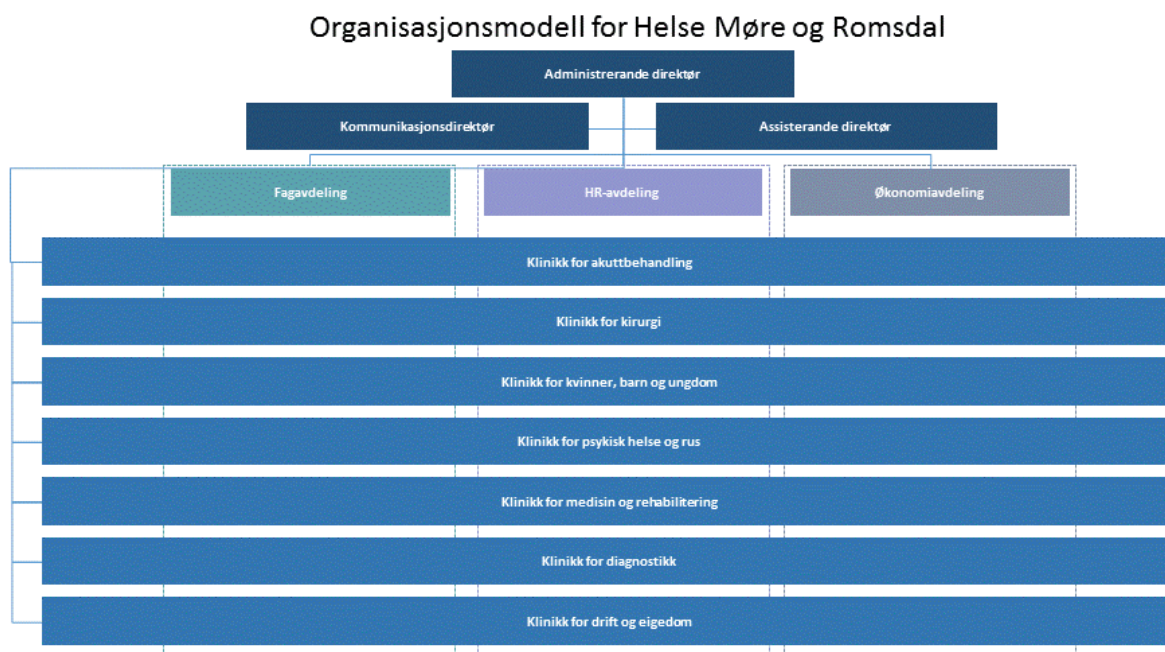 Organisasjonsmodell for Helse Møre og Romsdal
Administrerande direktør
Kommunikasjonsdirektør
Assisterande direktør
Fagavdeling
HR-avdeling
Økonomiavdeling
Klinikk for akuttbehandling
Klinikk for kirurgi
Klinikk for kvinner, barn og ungdom
Klinikk for psykisk helse og rus
Klinikk for medisin og rehabilitering
Klinikk for diagnostikk
Klinikk for drift og eigedom